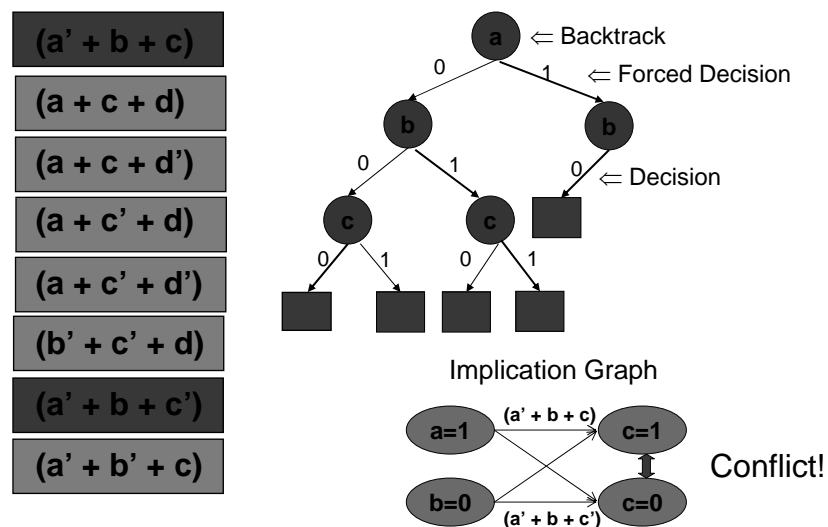 (a’ + b + c)
(a + c + d)
(a + c + d’)
(a + c’ + d)
(a + c’ + d’)
(b’ + c’ + d)
(a’ + b + c’)
(a’ + b’ + c)
a ⇐ Backtrack
0 1 ⇐ Forced Decision
b b
0 1 0 ⇐ Decision
c c
0 1 0 1
Implication Graph
(a’ + b + c)
a=1 c=1
Conflict!
b=0 c=0
(a’ + b + c’)